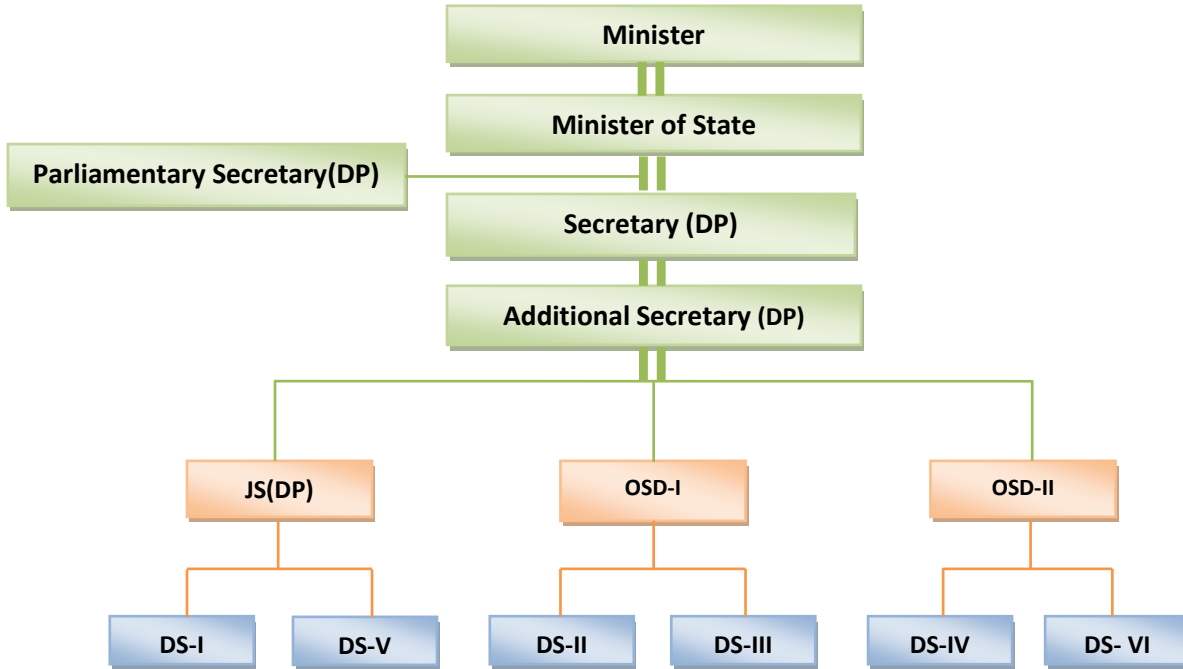 Minister
Minister of State
Parliamentary Secretary(DP)
Secretary (DP)
Additional Secretary (DP)
JS(DP)
OSD-I
OSD-II
DS-I
DS-V
DS-II
DS-III
DS-IV
DS- VI